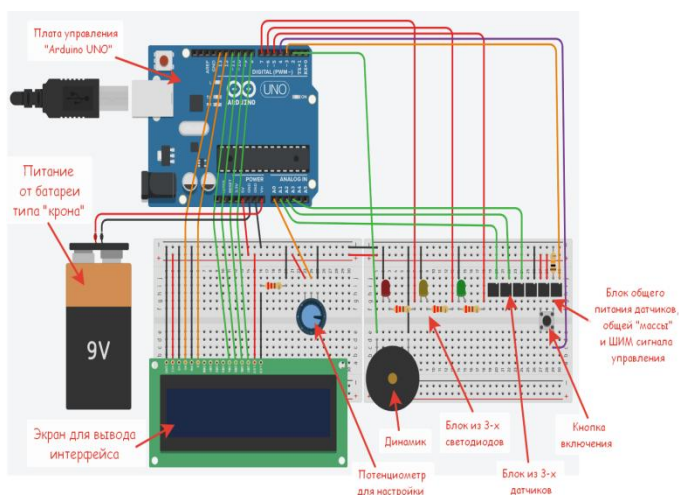 Плата управления
"Arduino UNO"
DIGITAL (PWM~)
UNO
ARDUINO
POWER
ANALOG IN
Питание
от батареи
типа "крона"
9V
Экран для вывода
интерфейса
Потенциометр
для настройки
Динамик
Блок из 3-х
светодиодов
Блок из 3-х
датчиков
Кнопка
включения
Блок общего
питания датчиков,
общей "массы"
и ШИМ сигнала
управления